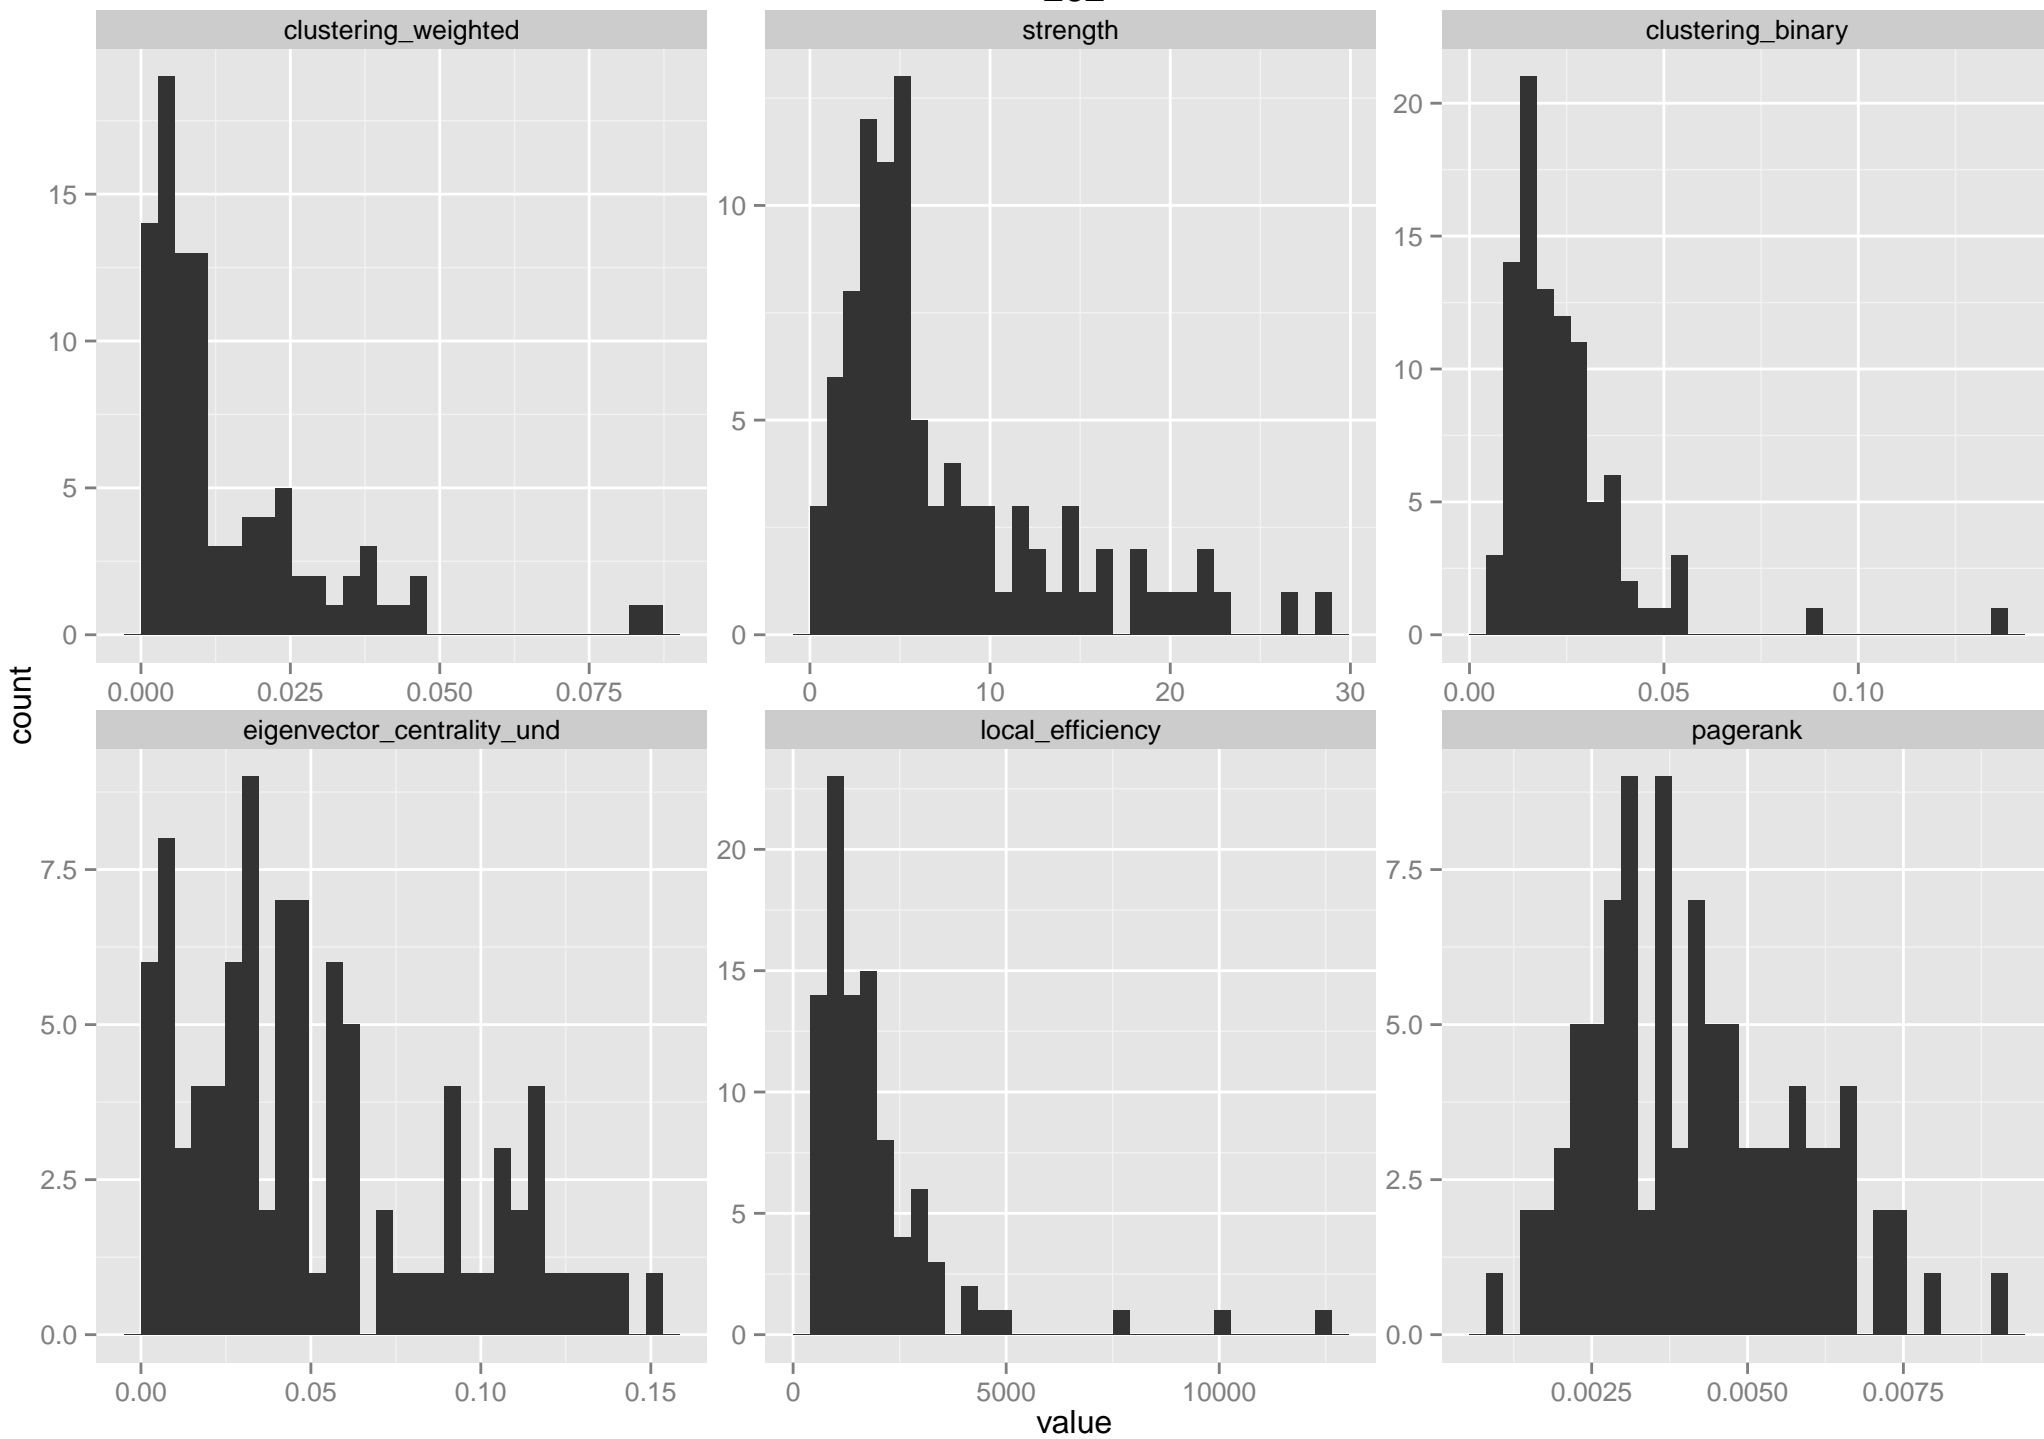 clustering_weighted
strength
clustering_binary
15
10
5
0
10
5
0
20
15
10
5
0
0.000 0.025 0.050 0.075
0 10 20 30
0.00 0.05 0.10
count
eigenvector_centrality_und
local_efficiency
pagerank
7.5
5.0
2.5
0.0
20
15
10
5
0
7.5
5.0
2.5
0.0
0.00 0.05 0.10 0.15
0 5000 10000
0.0025 0.0050 0.0075
value